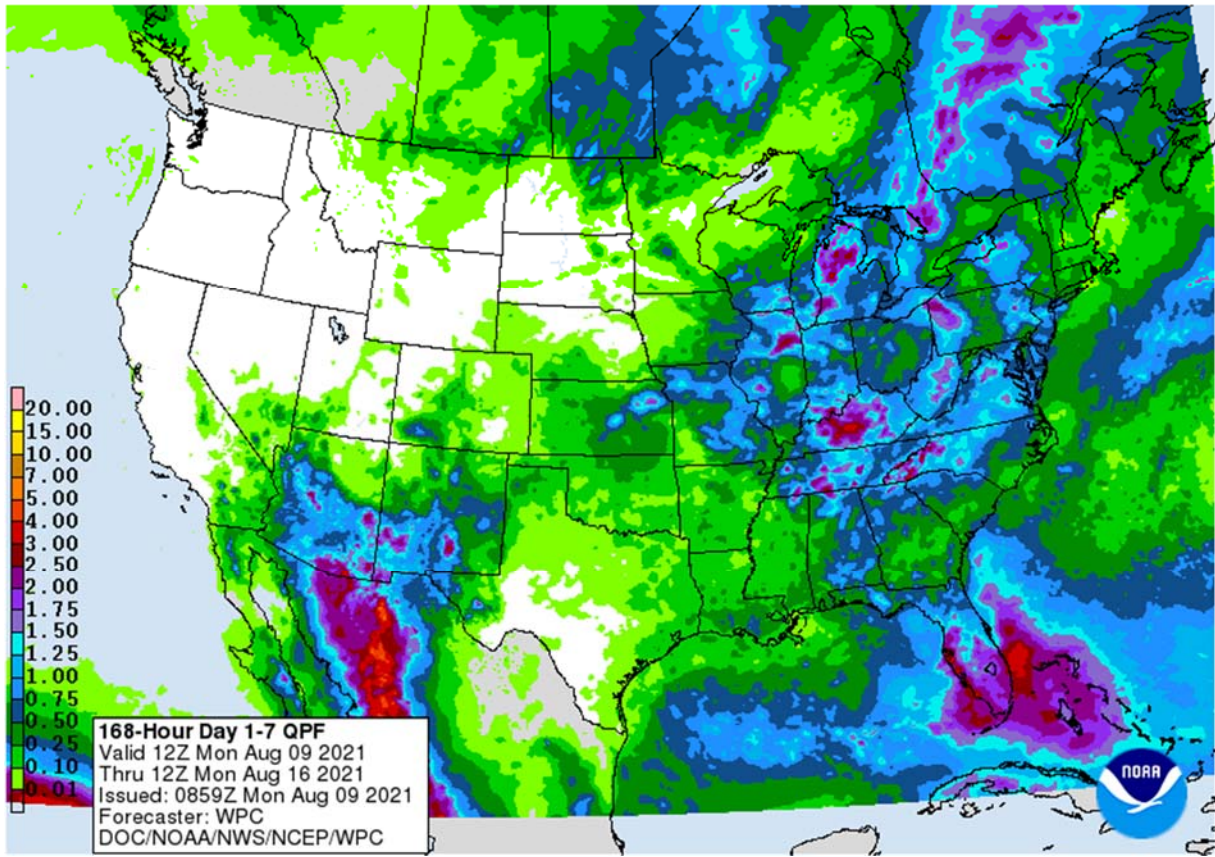 20.00
15.00
10.00
7.00
5.00
4.00
3.00
2.50
2.00
1.75
1.50
1.25
1.00
0.75
0.50
0.25
0.10
0.01
168-Hour Day 1-7 QPF
Valid 12Z Mon Aug 09 2021
Thru 12Z Mon Aug 16 2021
Issued: 0859Z Mon Aug 09 2021
Forecaster: WPC
DOC/NOAA/NWS/NCEP/WPC
NOAA